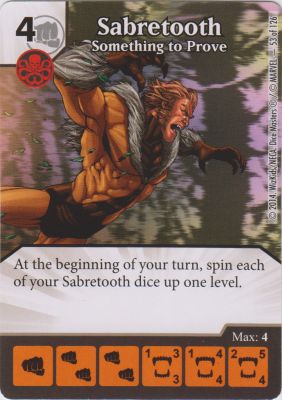 4
Sabretooth
Something to Prove
© 2014. WizKids/NECA. Dice Masters © / © MARVEL — 53 of 126
At the beginning of your turn, spin each
of your Sabretooth dice up one level.
Max: 4
1 3 3
1 4 4
2 5 4